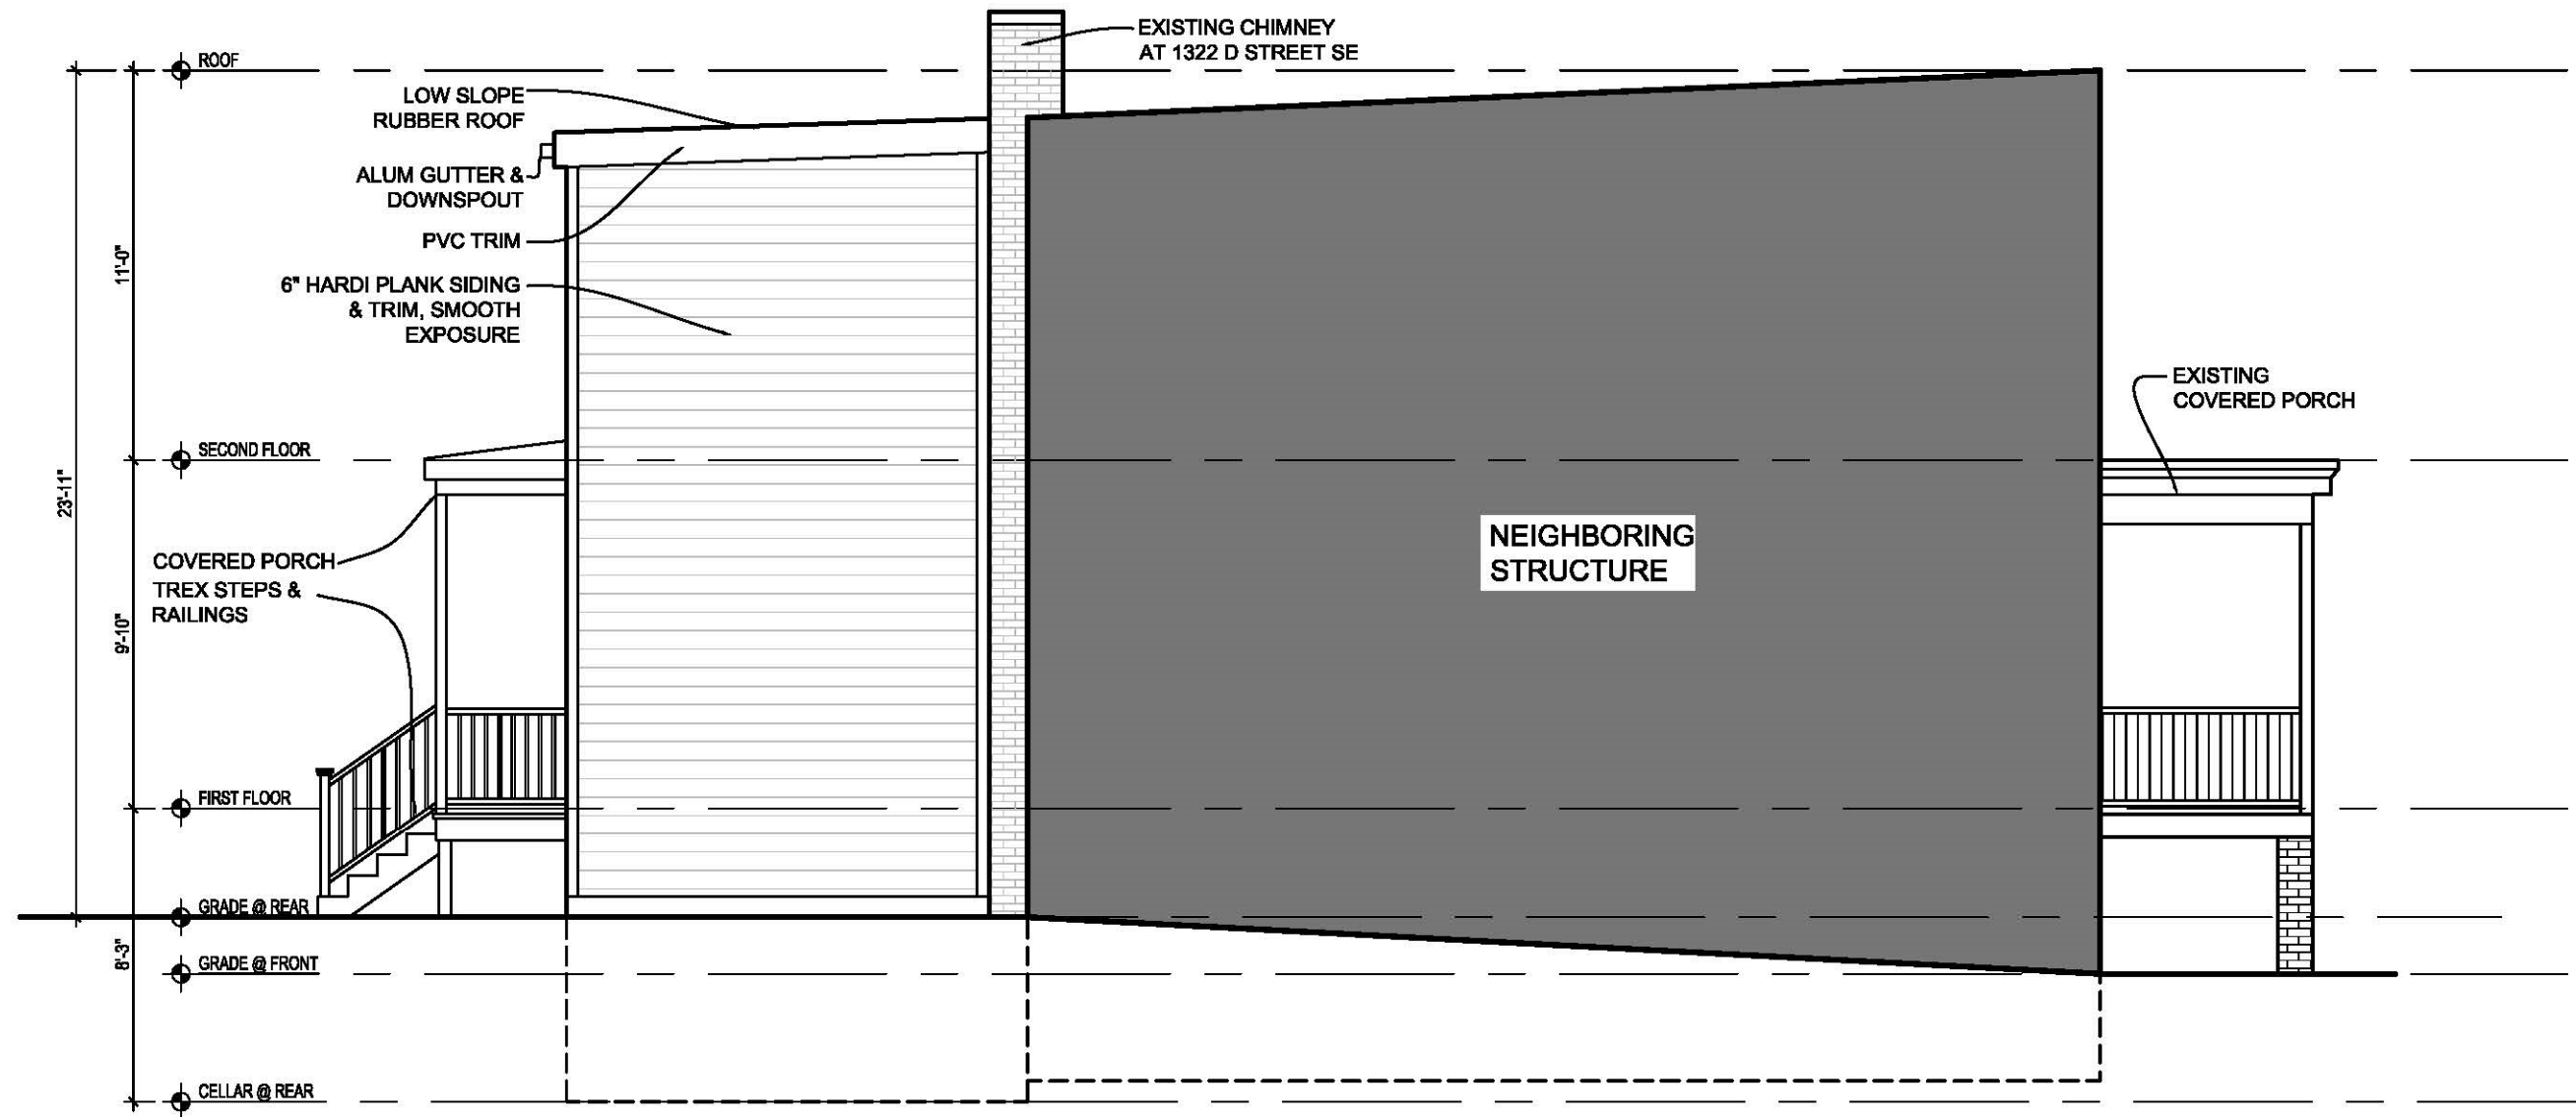 EXISTING CHIMNEY
AT 1322 D STREET SE
ROOF
LOW SLOPE
RUBBER ROOF
ALUM GUTTER &
DOWNSPOUT
PVC TRIM
11'-0"
6" HARDI PLANK SIDING
& TRIM, SMOOTH
EXPOSURE
EXISTING
COVERED PORCH
SECOND FLOOR
23'-11"
NEIGHBORING
STRUCTURE
COVERED PORCH
TREX STEPS &
RAILINGS
9'-10"
FIRST FLOOR
GRADE @ REAR
8'-3"
GRADE @ FRONT
CELLAR @ REAR